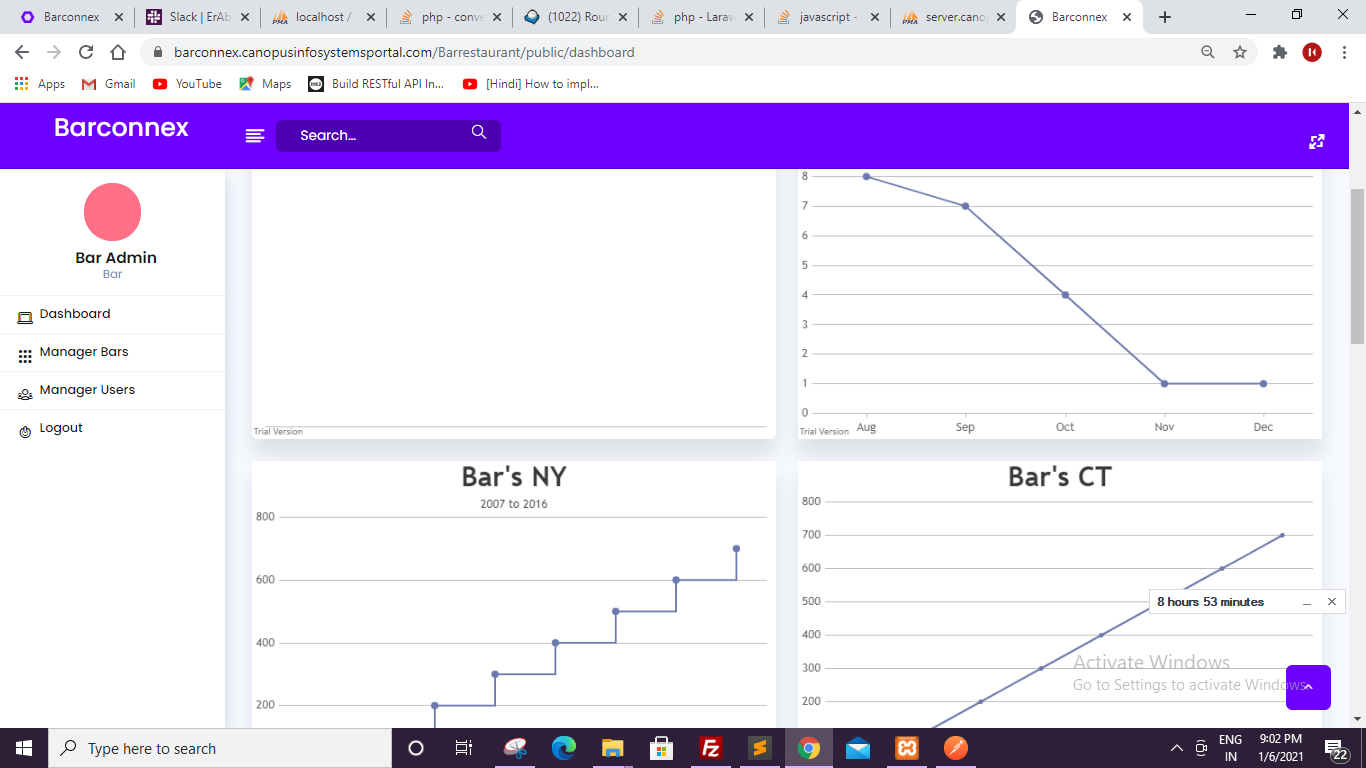 Barconnex
Slack | ErAb
localhost /
php - conve
(1022) Rour
php - Larav
javascript -
server.cano
Barconnex
barconnex.canopusinfosystemsportal.com/Barrestaurant/public/dashboard
Apps
Gmail
YouTube
Maps
Build RESTful API In...
[Hindi] How to impl...
Barconnex
Search...
Bar Admin
Bar
Dashboard
Manager Bars
Manager Users
Logout
Trial Version
8
7
6
5
4
3
2
1
0
Trial Version
Aug Sep Oct Nov Dec
Bar's NY
2007 to 2016
800
600
400
200
Bar's CT
800
700
600
500
400
300
200
8 hours 53 minutes
Activate Windows
Go to Settings to activate Windows.
Type here to search
ENG
IN
9:02 PM
1/6/2021
22